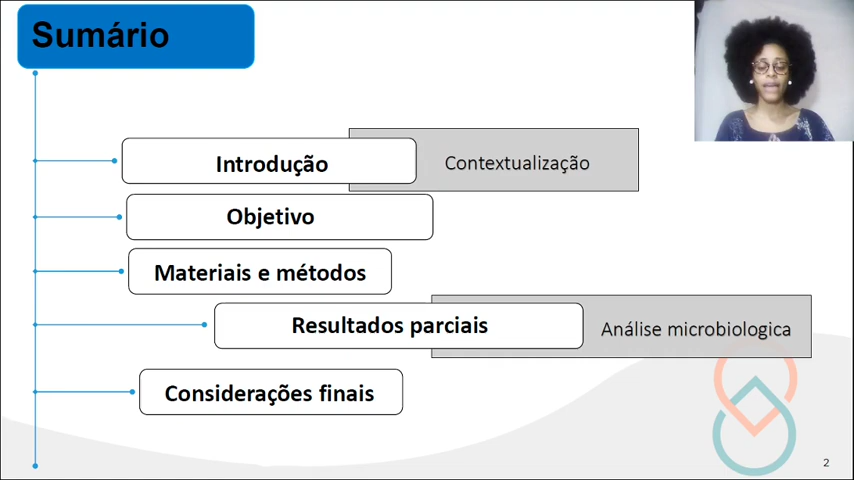 Sumário
Introdução
Contextualização
Objetivo
Materiais e métodos
Resultados parciais
Análise microbiologica
Considerações finais
2